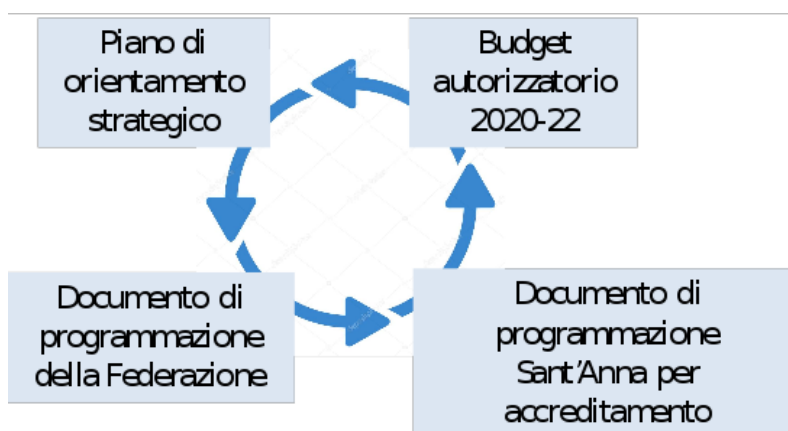 Piano di
orientamento
strategico
Budget
autorizzatorio
2020-22
Documento di
programmazione
della Federazione
Documento di
programmazione
Sant'Anna per
accreditamento